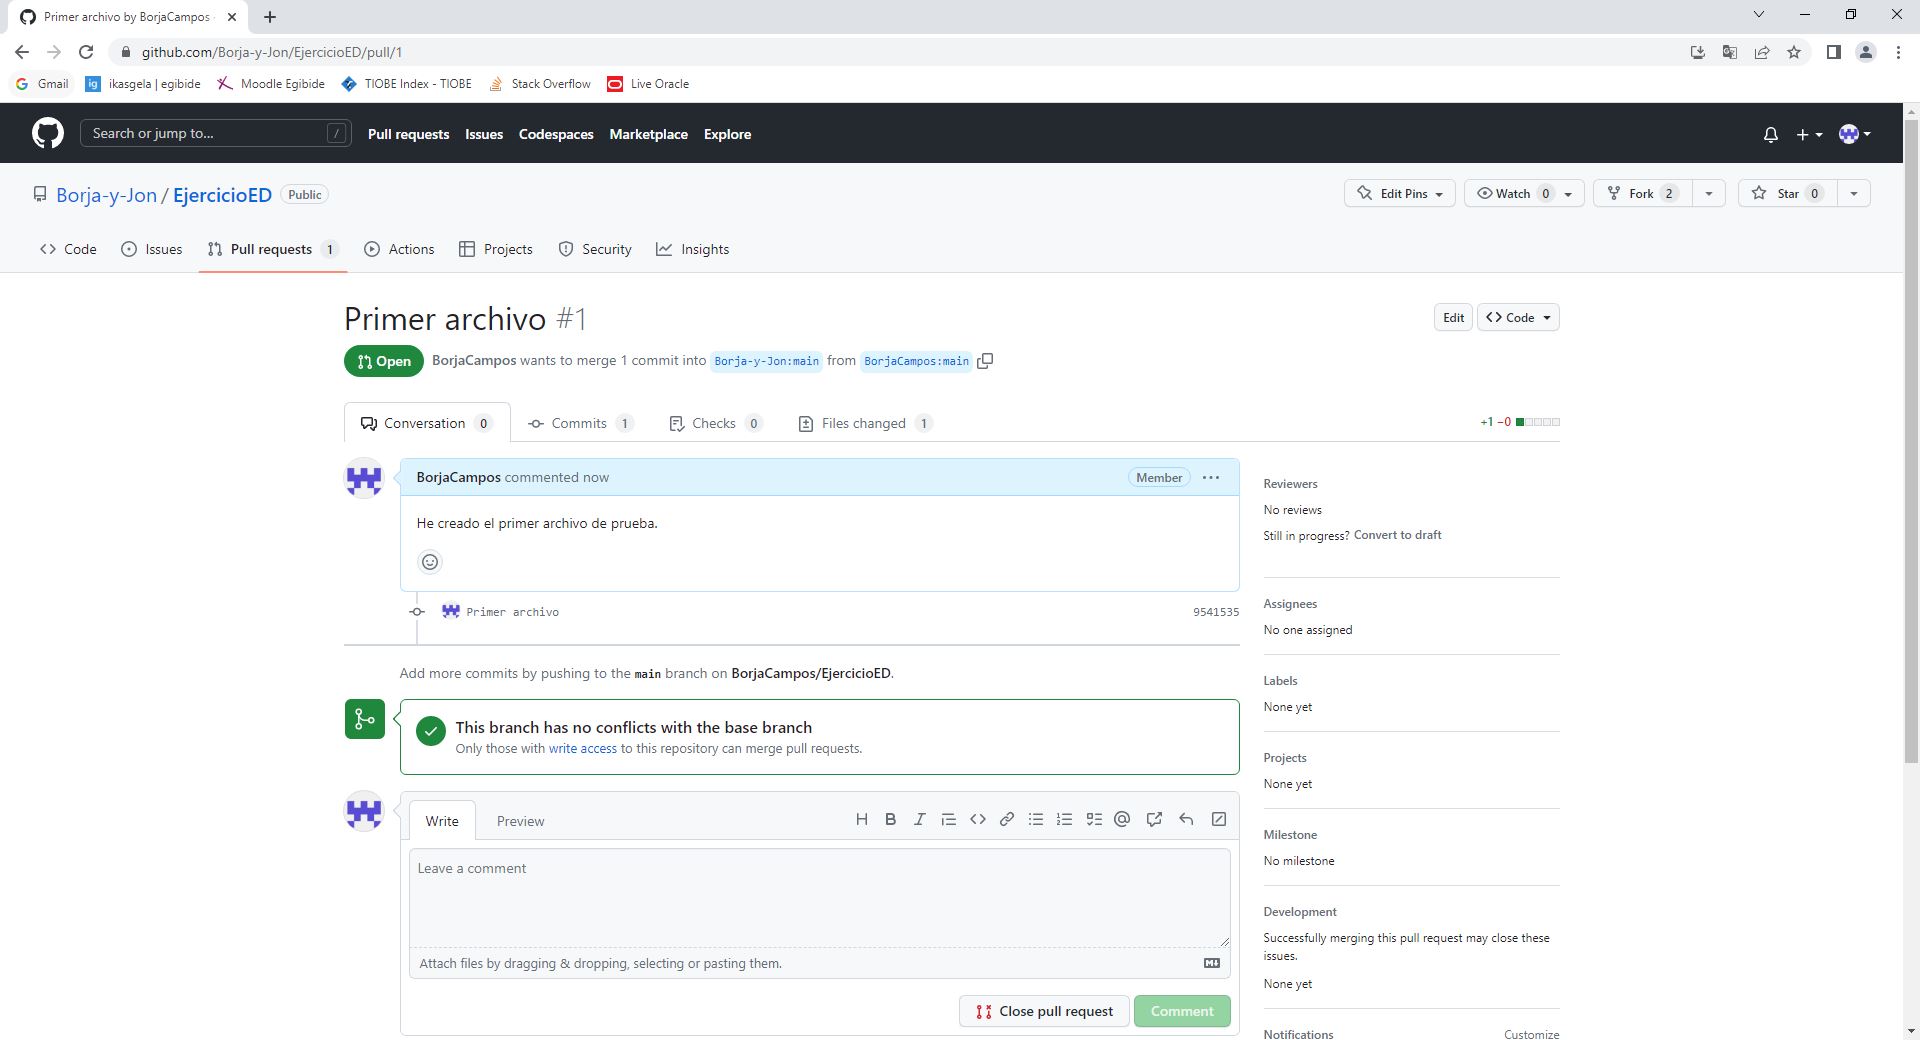 Primer archivo by BorjaCampos
github.com/Borja-y-Jon/EjercicioED/pull/1
Gmail ikasgela | egibide Moodle Egibide TIOBE Index - TIOBE Stack Overflow Live Oracle
Search or jump to... / Pull requests Issues Codespaces Marketplace Explore
Borja-y-Jon / EjercicioED Public Edit Pins Watch 0 Fork 2 Star 0
Code Issues Pull requests 1 Actions Projects Security Insights
Primer archivo #1 Edit Code
Open BorjaCampos wants to merge 1 commit into Borja-y-Jon:main from BorjaCampos:main
Conversation 0 Commits 1 Checks 0 Files changed 1 +1 −0
BorjaCampos commented now Member
He creado el primer archivo de prueba.
Primer archivo 9541535
Add more commits by pushing to the main branch on BorjaCampos/EjercicioED.
This branch has no conflicts with the base branch
Only those with write access to this repository can merge pull requests.
Write Preview
Leave a comment
Attach files by dragging & dropping, selecting or pasting them.
Close pull request Comment
Reviewers
No reviews
Still in progress? Convert to draft
Assignees
No one assigned
Labels
None yet
Projects
None yet
Milestone
No milestone
Development
Successfully merging this pull request may close these
issues.
None yet
Notifications Customize